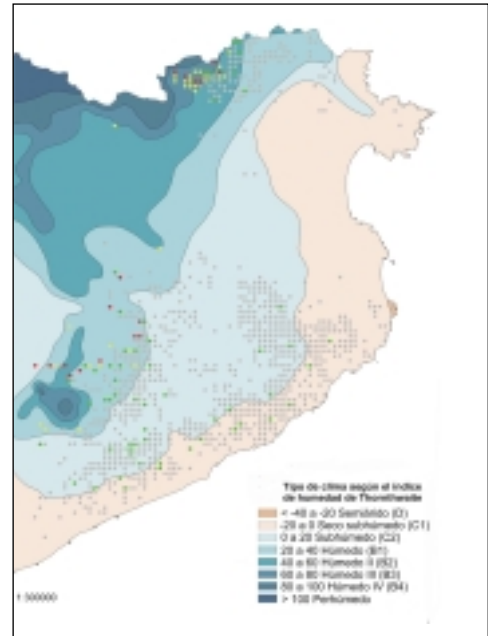 Tipo de clima según el índice
de humedad de Thornthwaite
< -40 a -20 Semiárido (D)
-20 a 0 Seco subhúmedo (C1)
0 a 20 Subhúmedo (C2)
20 a 40 Húmedo (B1)
40 a 60 Húmedo II (B2)
60 a 80 Húmedo III (B3)
80 a 100 Húmedo IV (B4)
> 100 Perhúmedo
1 300000